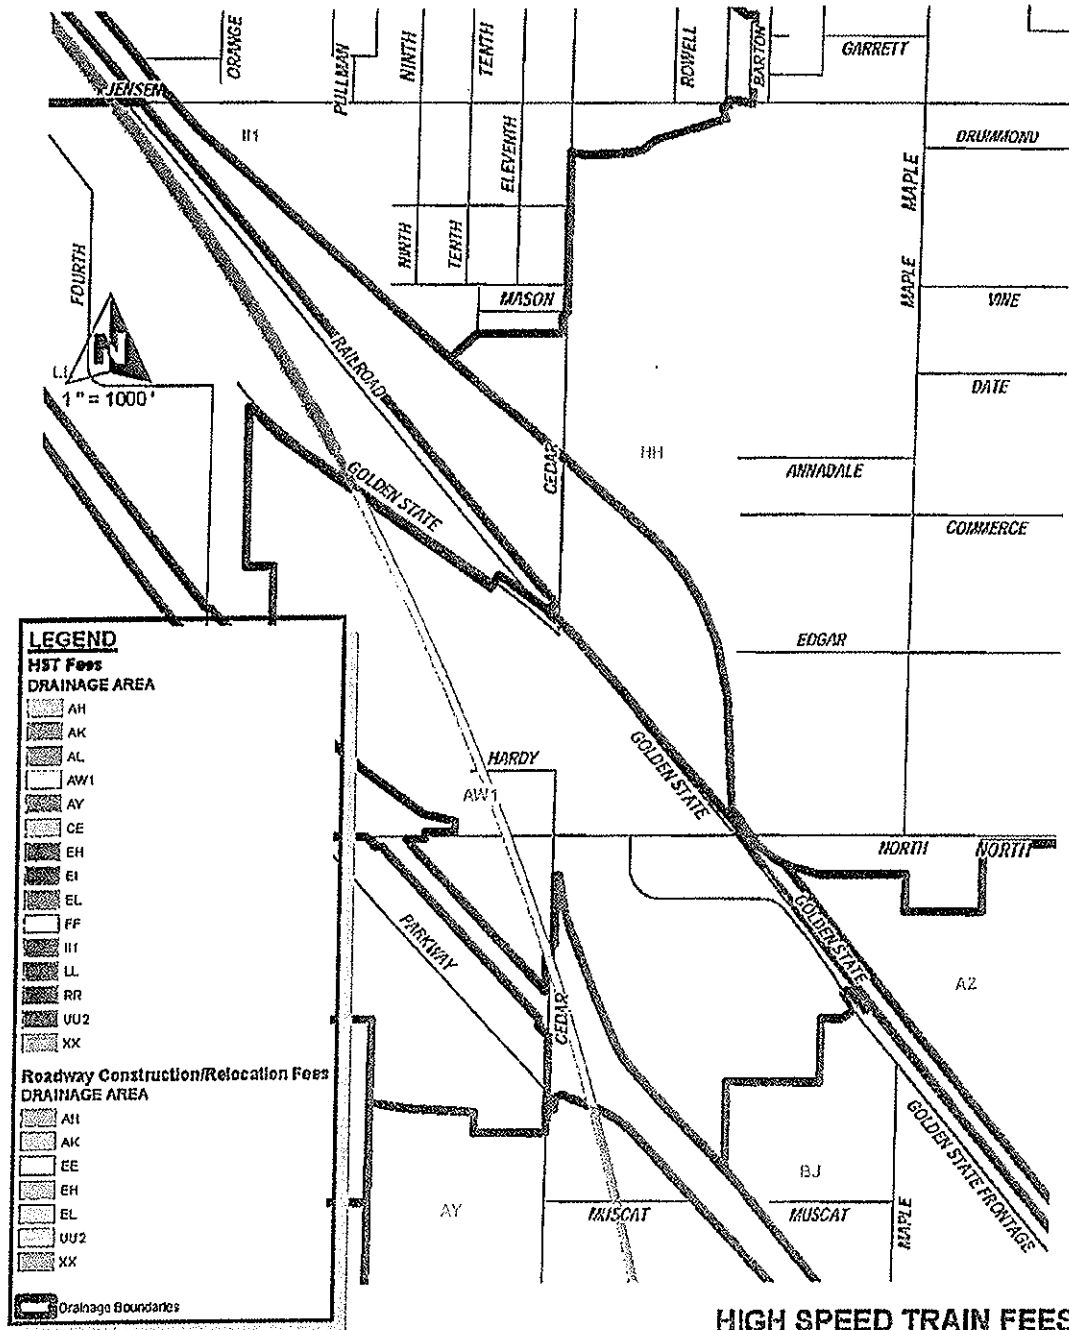 ORANGE
PULLMAN
NINTH
TENTH
ROWELL
BARTON
GARRETT
JENSEN
II1
ELEVENTH
DRUMMOND
MAPLE
NINTH
TENTH
FOURTH
MAPLE
MASON
VINE
N
RAILROAD
LL
1" = 1000'
DATE
CEDAR
HH
ANNADALE
GOLDEN STATE
COMMERCE
EDGAR
LEGEND
HST Fees
DRAINAGE AREA
AH
AK
AL
AW1
AY
CE
EH
EI
EL
FF
II1
LL
RR
UU2
XX
Roadway Construction/Relocation Fees
DRAINAGE AREA
AH
AK
EE
EH
EL
UU2
XX
Drainage Boundaries
HARDY
GOLDEN STATE
AW1
NORTH
NORTH
PARKWAY
GOLDEN STATE
AZ
CEDAR
GOLDEN STATE FRONTAGE
BJ
AY
MUSCAT
MUSCAT
MAPLE
HIGH SPEED TRAIN FEES